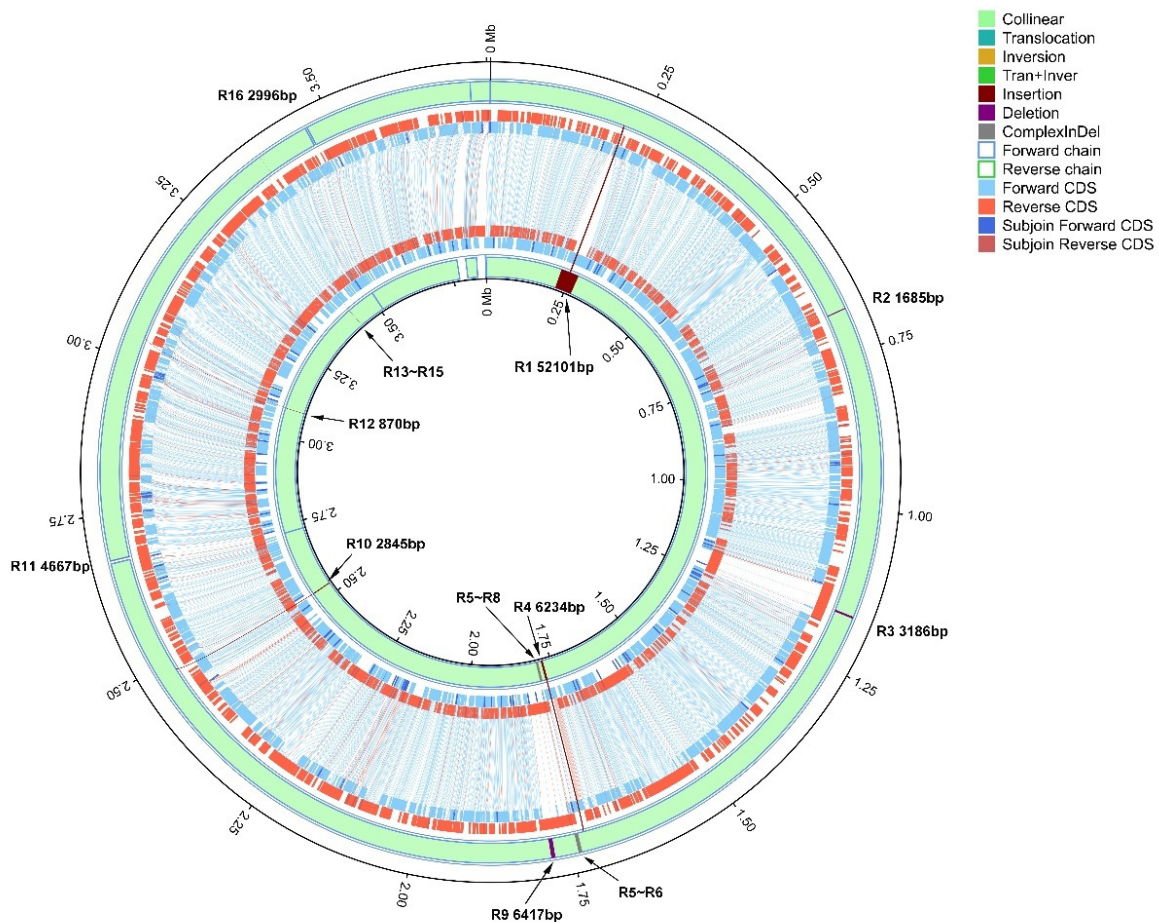 Collinear
Translocation
Inversion
Tran+Inver
Insertion
Deletion
ComplexInDel
Forward chain
Reverse chain
Forward CDS
Reverse CDS
Subjoin Forward CDS
Subjoin Reverse CDS
0 Mb
0.25
0.50
0.75
1.00
1.25
1.50
1.75
2.00
2.25
2.50
2.75
3.00
3.25
3.50
R16 2996bp
R2 1685bp
R3 3186bp
R5~R6
R9 6417bp
R11 4667bp
0 Mb
0.25
0.50
0.75
1.00
1.25
1.50
1.75
2.00
2.25
2.50
2.75
3.00
3.25
3.50
R1 52101bp
R13~R15
R12 870bp
R10 2845bp
R5~R8
R4 6234bp